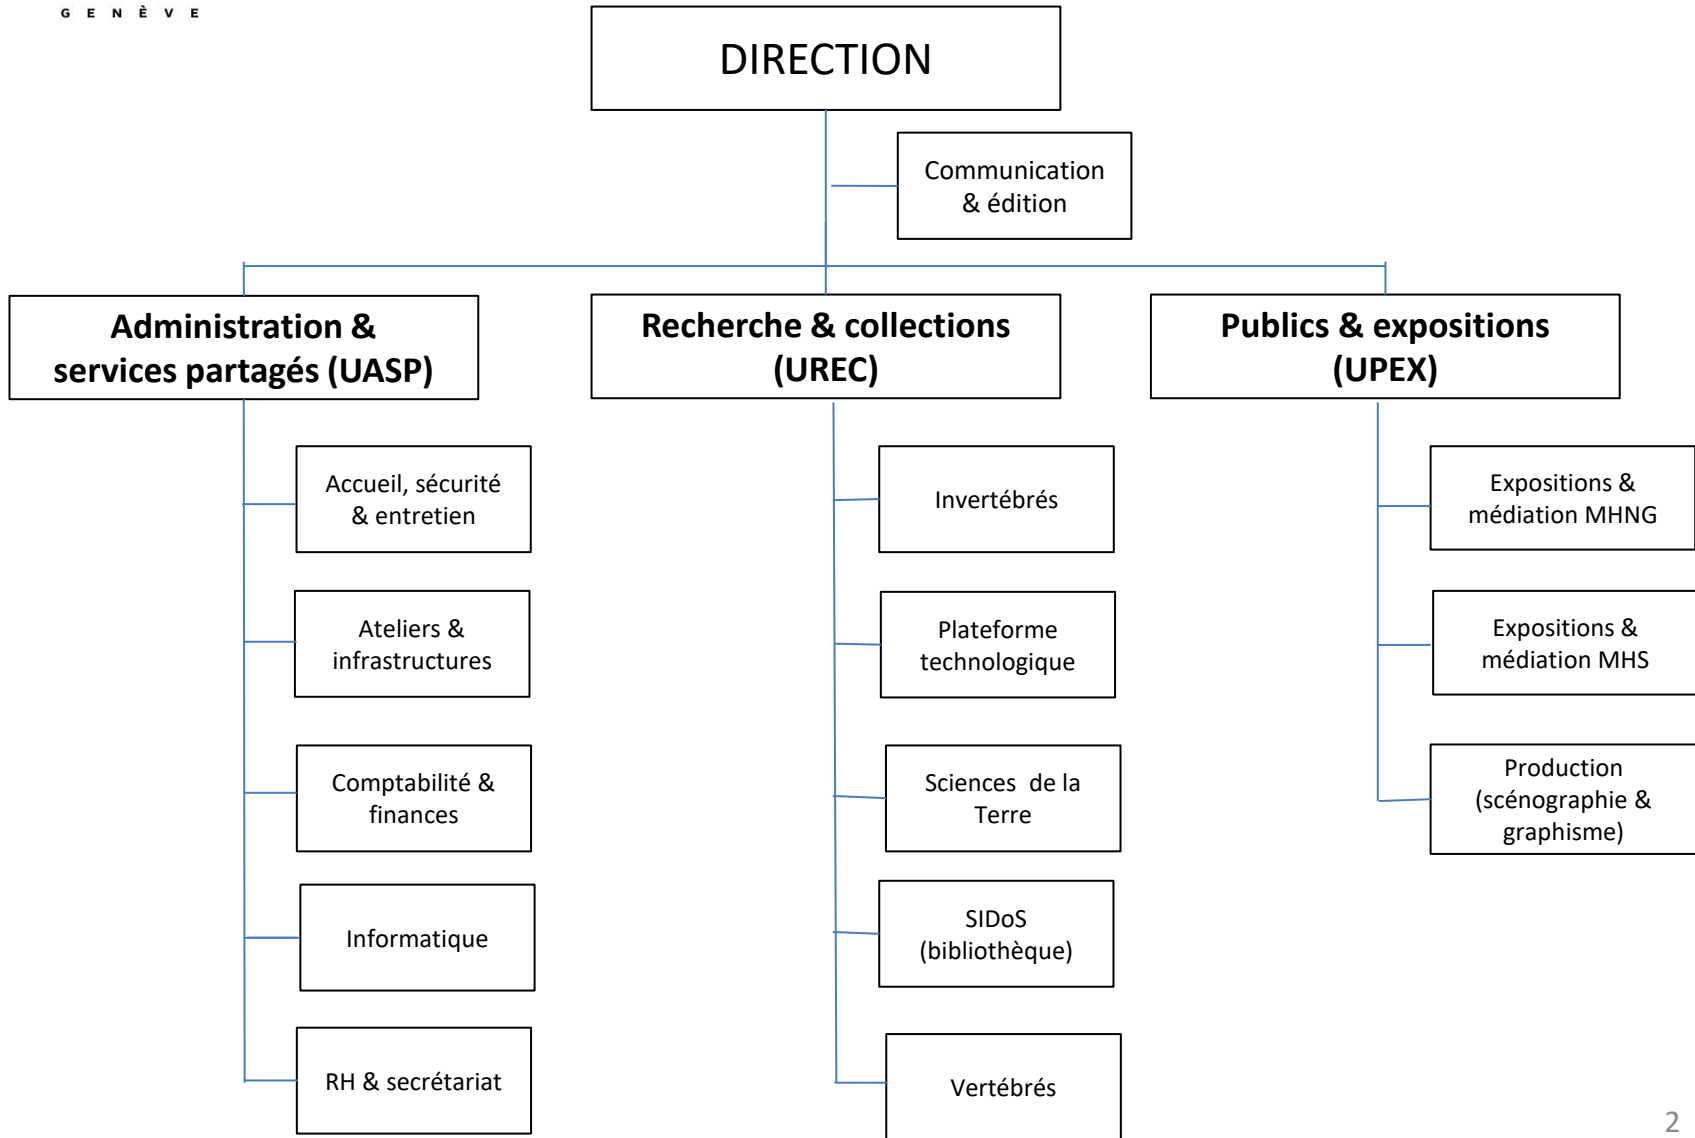 GENÈVE
DIRECTION
Communication
& édition
Administration &
services partagés (UASP)
Recherche & collections
(UREC)
Publics & expositions
(UPEX)
Accueil, sécurité
& entretien
Ateliers &
infrastructures
Comptabilité &
finances
Informatique
RH & secrétariat
Invertébrés
Plateforme
technologique
Sciences de la
Terre
SIDoS
(bibliothèque)
Vertébrés
Expositions &
médiation MHNG
Expositions &
médiation MHS
Production
(scénographie &
graphisme)
2